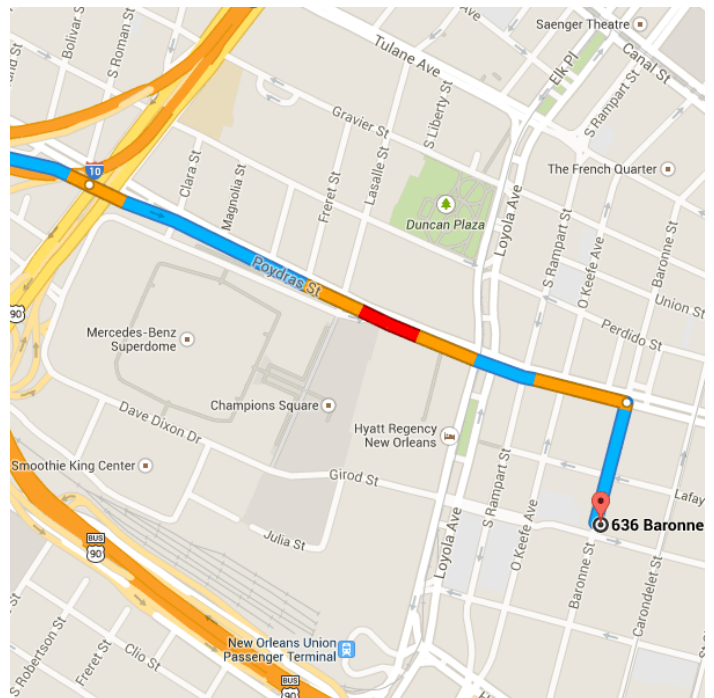 Saenger Theatre
Bolivar St
S Roman St
and St
Tulane Ave
Canal St
Elk Pl
Gravier St
S Liberty St
S Rampart St
10
Clara St
Magnolia St
Freret St
Lasalle St
The French Quarter
Duncan Plaza
Loyola Ave
S Rampart St
O Keefe Ave
Baronne St
Poydras St
Union St
90
Perdido St
Mercedes-Benz
Superdome
Champions Square
Dave Dixon Dr
Hyatt Regency
New Orleans
Smoothie King Center
Girod St
S Rampart St
Lafay
O Keefe Ave
636 Baronne
Julia St
BUS
90
Loyola Ave
Baronne St
Carondelet St
New Orleans Union
Passenger Terminal
S Robertson St
Freret St
Clio St
BUS
90
H